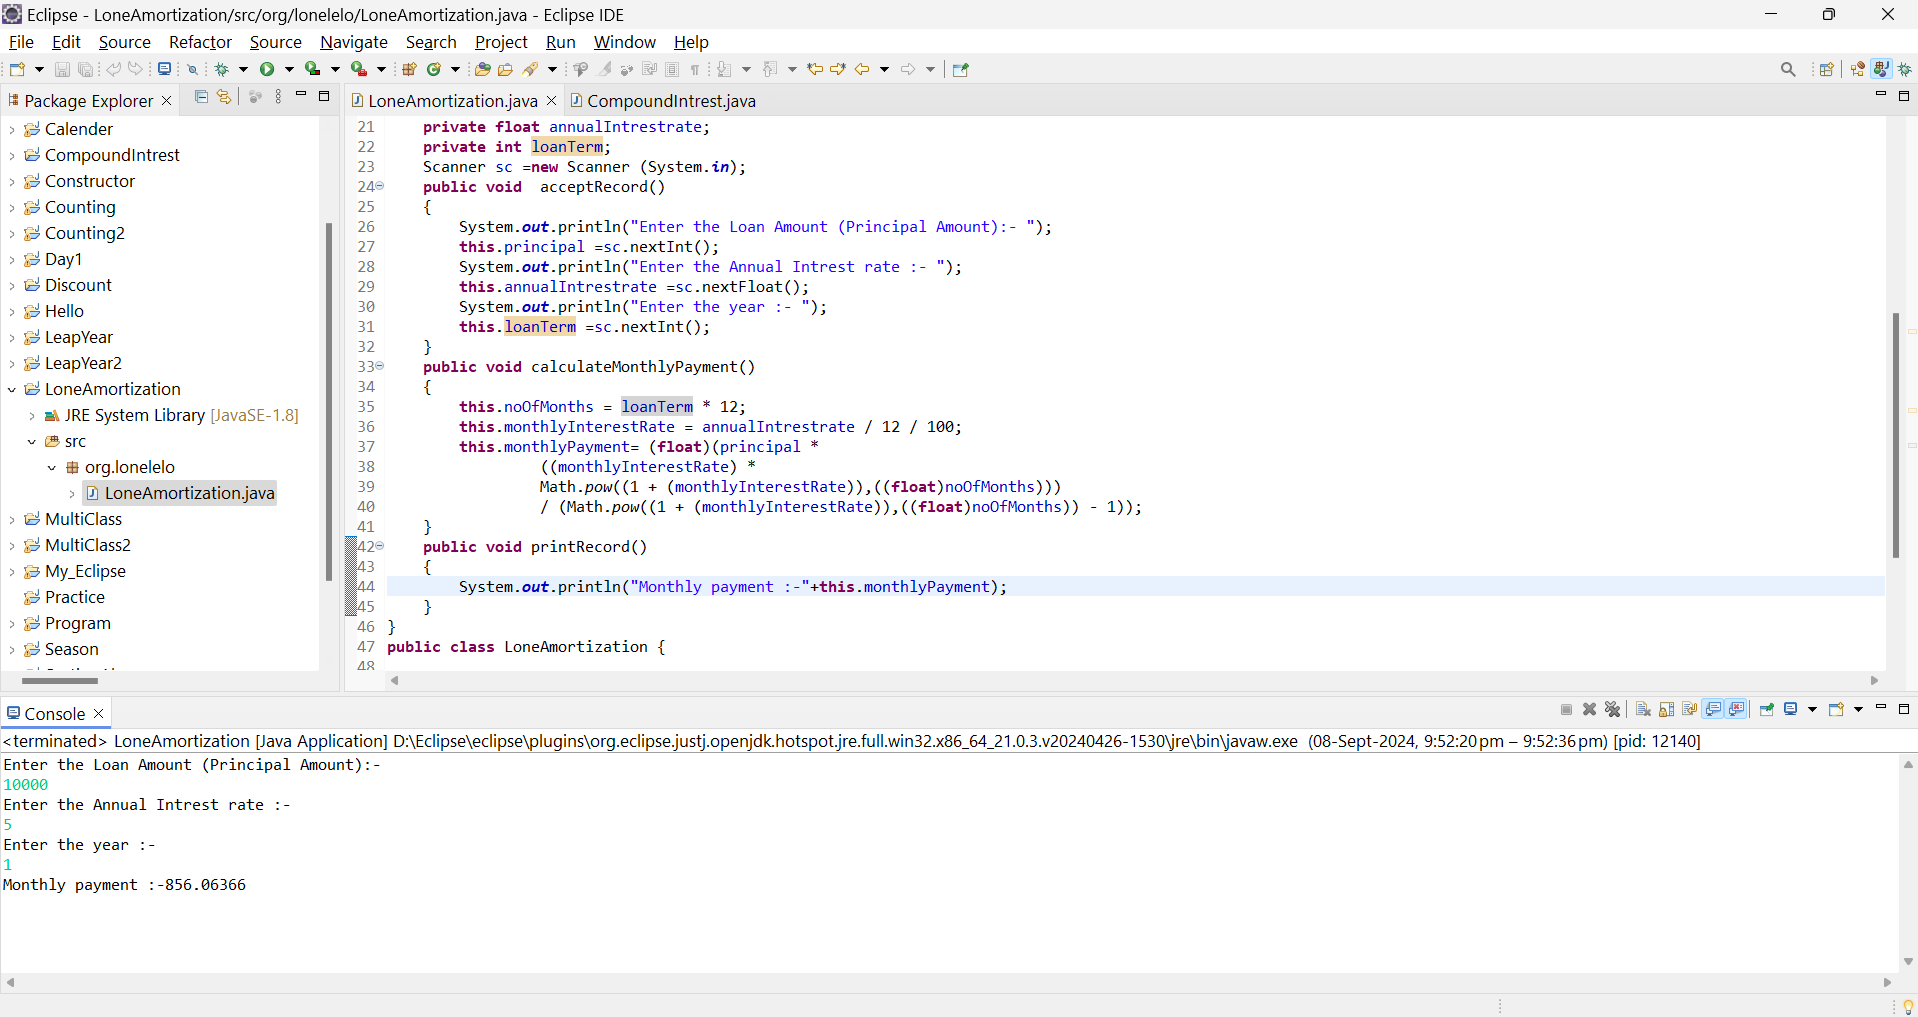 Eclipse - LoneAmortization/src/org/lonelelo/LoneAmortization.java - Eclipse IDE
File Edit Source Refactor Source Navigate Search Project Run Window Help
Package Explorer
Calender
CompoundIntrest
Constructor
Counting
Counting2
Day1
Discount
Hello
LeapYear
LeapYear2
LoneAmortization
JRE System Library [JavaSE-1.8]
src
org.lonelelo
LoneAmortization.java
MultiClass
MultiClass2
My_Eclipse
Practice
Program
Season
LoneAmortization.java CompoundIntrest.java
21 private float annualIntrestrate;
22 private int loanTerm;
23 Scanner sc =new Scanner (System.in);
24 public void  acceptRecord()
25 {
26 System.out.println("Enter the Loan Amount (Principal Amount):- ");
27 this.principal =sc.nextInt();
28 System.out.println("Enter the Annual Intrest rate :- ");
29 this.annualIntrestrate =sc.nextFloat();
30 System.out.println("Enter the year :- ");
31 this.loanTerm =sc.nextInt();
32 }
33 public void calculateMonthlyPayment()
34 {
35 this.noOfMonths = loanTerm * 12;
36 this.monthlyInterestRate = annualIntrestrate / 12 / 100;
37 this.monthlyPayment= (float)(principal *
38 ((monthlyInterestRate) *
39 Math.pow((1 + (monthlyInterestRate)),((float)noOfMonths)))
40 / (Math.pow((1 + (monthlyInterestRate)),((float)noOfMonths)) - 1));
41 }
42 public void printRecord()
43 {
44 System.out.println("Monthly payment :-"+this.monthlyPayment);
45 }
46 }
47 public class LoneAmortization {
48
Console
<terminated> LoneAmortization [Java Application] D:\Eclipse\eclipse\plugins\org.eclipse.justj.openjdk.hotspot.jre.full.win32.x86_64_21.0.3.v20240426-1530\jre\bin\javaw.exe (08-Sept-2024, 9:52:20 pm – 9:52:36 pm) [pid: 12140]
Enter the Loan Amount (Principal Amount):-
10000
Enter the Annual Intrest rate :-
5
Enter the year :-
1
Monthly payment :-856.06366